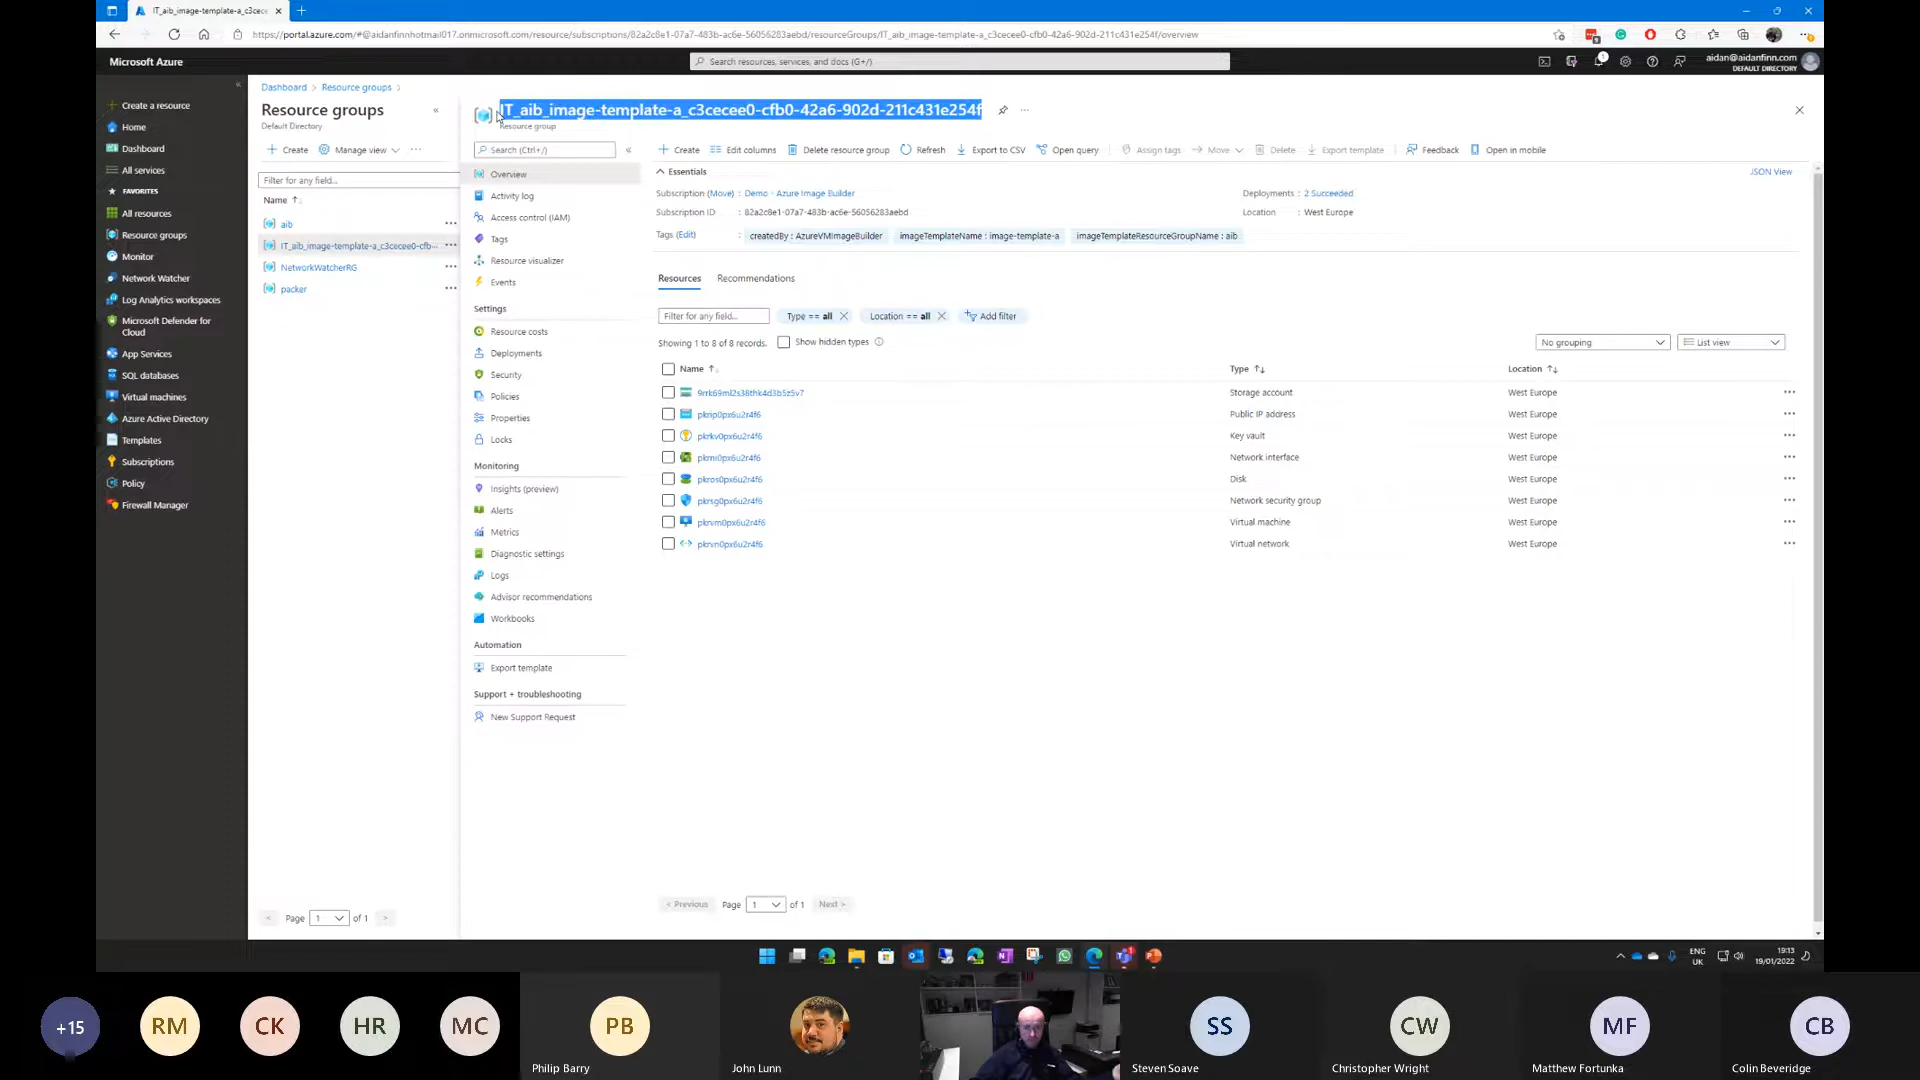 IT_aib_image-template-a_c3cece
https://portal.azure.com/#@aidanfinnhotmail017.onmicrosoft.com/resource/subscriptions/82a2c8e1-07a7-483b-ac6e-56056283aebd/resourceGroups/IT_aib_image-template-a_c3cecee0-cfb0-42a6-902d-211c431e254f/overview
Microsoft Azure
Search resources, services, and docs (G+/)
aidan@aidanfinn.com
DEFAULT DIRECTORY
Create a resource
Home
Dashboard
All services
FAVORITES
All resources
Resource groups
Monitor
Network Watcher
Log Analytics workspaces
Microsoft Defender for
Cloud
App Services
SQL databases
Virtual machines
Azure Active Directory
Templates
Subscriptions
Policy
Firewall Manager
Dashboard > Resource groups >
Resource groups
Default Directory
+ Create Manage view ...
Filter for any field...
Name ↑
aib
IT_aib_image-template-a_c3cecee0-cfb...
NetworkWatcherRG
packer
< Page 1 of 1 >
IT_aib_image-template-a_c3cecee0-cfb0-42a6-902d-211c431e254f
Resource group
Search (Ctrl+/)
Overview
Activity log
Access control (IAM)
Tags
Resource visualizer
Events
Settings
Resource costs
Deployments
Security
Policies
Properties
Locks
Monitoring
Insights (preview)
Alerts
Metrics
Diagnostic settings
Logs
Advisor recommendations
Workbooks
Automation
Export template
Support + troubleshooting
New Support Request
+ Create Edit columns Delete resource group Refresh Export to CSV Open query Assign tags Move Delete Export template Feedback Open in mobile
Essentials JSON View
Subscription (Move) : Demo - Azure Image Builder Deployments : 2 Succeeded
Subscription ID : 82a2c8e1-07a7-483b-ac6e-56056283aebd Location : West Europe
Tags (Edit) : createdBy : AzureVMImageBuilder imageTemplateName : image-template-a imageTemplateResourceGroupName : aib
Resources Recommendations
Filter for any field... Type == all Location == all Add filter
Showing 1 to 8 of 8 records. Show hidden types No grouping List view
Name ↑ Type ↑↓ Location ↑↓
9rrk69ml2s38thk4d3b5z5v7 Storage account West Europe ...
pkrip0px6u2r4f6 Public IP address West Europe ...
pkrkv0px6u2r4f6 Key vault West Europe ...
pkrni0px6u2r4f6 Network interface West Europe ...
pkros0px6u2r4f6 Disk West Europe ...
pkrsg0px6u2r4f6 Network security group West Europe ...
pkrvm0px6u2r4f6 Virtual machine West Europe ...
pkrvn0px6u2r4f6 Virtual network West Europe ...
< Previous Page 1 of 1 Next >
ENG
UK
19:13
19/01/2022
+15
RM
CK
HR
MC
PB
Philip Barry
John Lunn
SS
Steven Soave
CW
Christopher Wright
MF
Matthew Fortunka
CB
Colin Beveridge